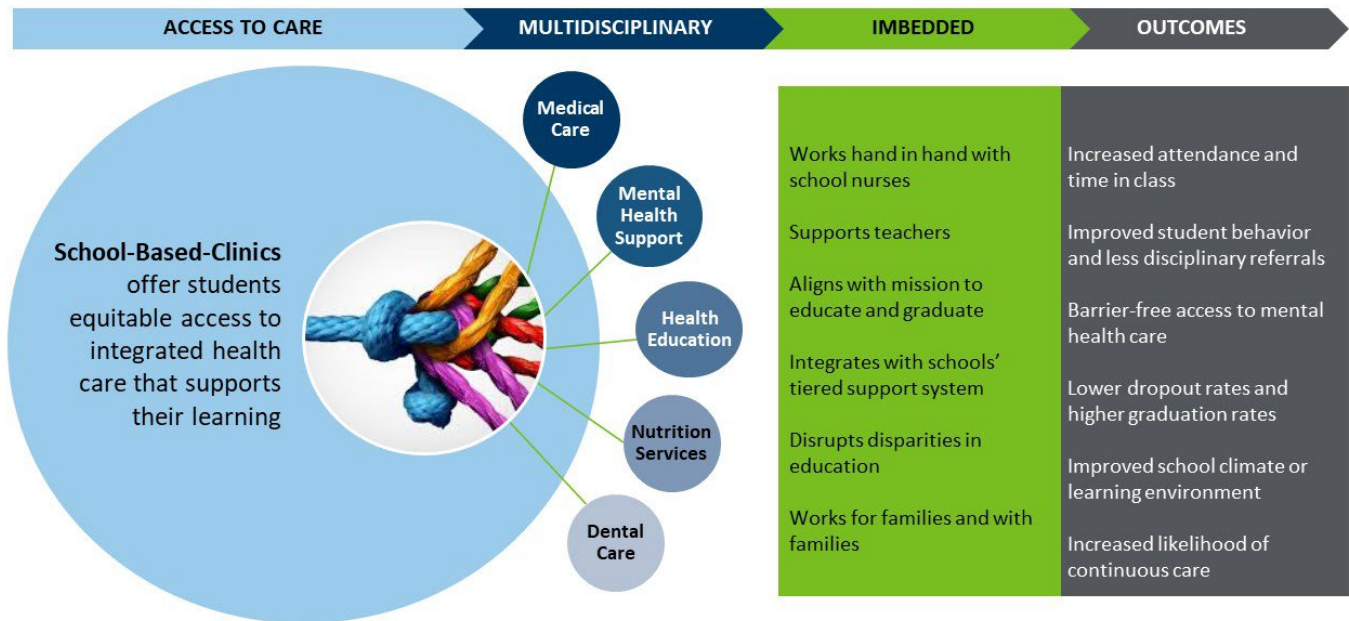 ACCESS TO CARE
MULTIDISCIPLINARY
IMBEDDED
OUTCOMES
School-Based-Clinics
offer students
equitable access to
integrated health
care that supports
their learning
Medical
Care
Mental
Health
Support
Health
Education
Nutrition
Services
Dental
Care
Works hand in hand with
school nurses
Supports teachers
Aligns with mission to
educate and graduate
Integrates with schools’
tiered support system
Disrupts disparities in
education
Works for families and with
families
Increased attendance and
time in class
Improved student behavior
and less disciplinary referrals
Barrier-free access to mental
health care
Lower dropout rates and
higher graduation rates
Improved school climate or
learning environment
Increased likelihood of
continuous care